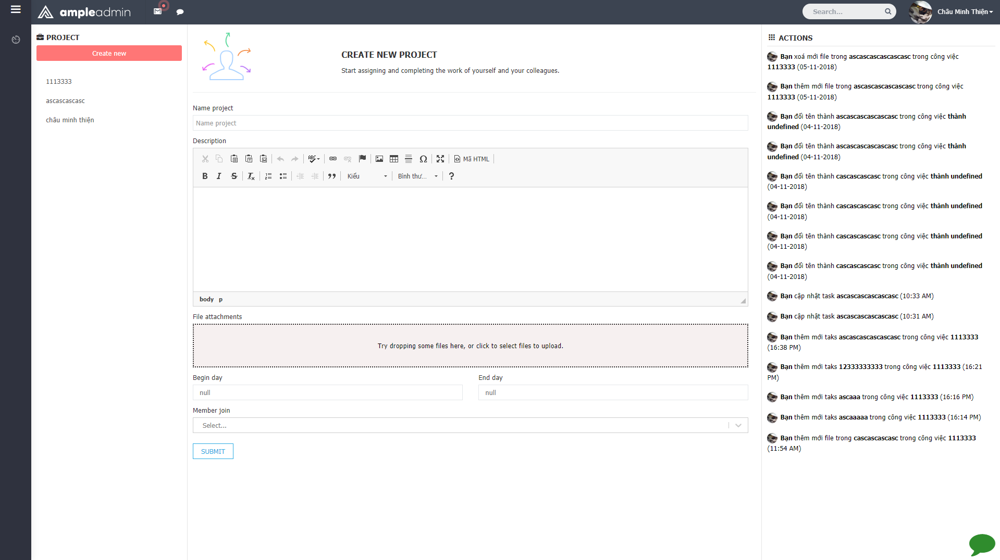 ampleadmin
Search...
Châu Minh Thiện
PROJECT
Create new
1113333
ascascascasc
châu minh thiện
CREATE NEW PROJECT
Start assigning and completing the work of yourself and your colleagues.
Name project
Name project
Description
ABC
Mã HTML
B I S Tx
Kiểu
Bình thư...
?
body p
File attachments
Try dropping some files here, or click to select files to upload.
Begin day
End day
null
null
Member join
Select...
SUBMIT
ACTIONS
Bạn xoá mới file trong ascascascascascasc trong công việc
1113333 (05-11-2018)
Bạn thêm mới file trong ascascascascascasc trong công việc
1113333 (05-11-2018)
Bạn đổi tên thành ascascascascascasc trong công việc thành
undefined (04-11-2018)
Bạn đổi tên thành ascascascascascasc trong công việc thành
undefined (04-11-2018)
Bạn đổi tên thành cascascascasc trong công việc thành undefined
(04-11-2018)
Bạn đổi tên thành cascascascasc trong công việc thành undefined
(04-11-2018)
Bạn đổi tên thành cascascascasc trong công việc thành undefined
(04-11-2018)
Bạn đổi tên thành cascascascasc trong công việc thành undefined
(04-11-2018)
Bạn cập nhật task ascascascascascasc (10:33 AM)
Bạn cập nhật task ascascascascascasc (10:31 AM)
Bạn thêm mới taks ascascascascascasc trong công việc 1113333
(16:38 PM)
Bạn thêm mới taks 12333333333 trong công việc 1113333 (16:21
PM)
Bạn thêm mới taks ascaaa trong công việc 1113333 (16:16 PM)
Bạn thêm mới taks ascaaaaa trong công việc 1113333 (16:14 PM)
Bạn thêm mới file trong cascascascasc trong công việc 1113333
(11:54 AM)